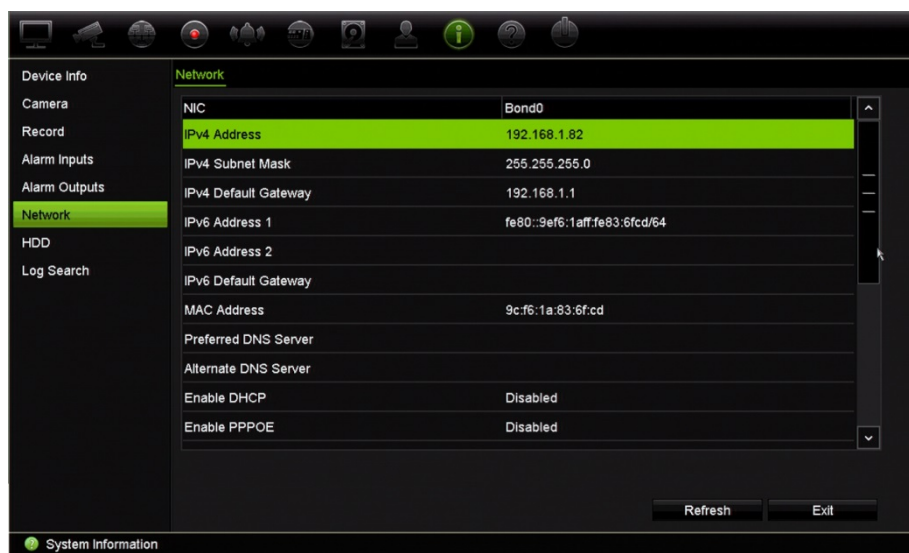 Device Info
Camera
Record
Alarm Inputs
Alarm Outputs
Network
HDD
Log Search
Network
NIC Bond0
IPv4 Address 192.168.1.82
IPv4 Subnet Mask 255.255.255.0
IPv4 Default Gateway 192.168.1.1
IPv6 Address 1 fe80::9ef6:1aff:fe83:6fcd/64
IPv6 Address 2
IPv6 Default Gateway
MAC Address 9c:f6:1a:83:6f:cd
Preferred DNS Server
Alternate DNS Server
Enable DHCP Disabled
Enable PPPOE Disabled
Refresh Exit
System Information